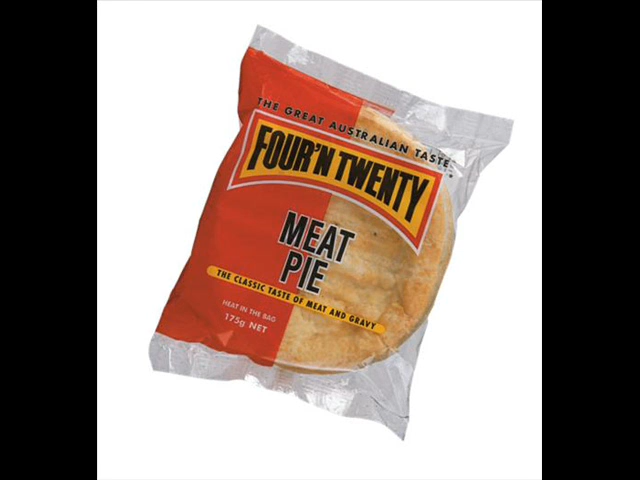 THE GREAT AUSTRALIAN TASTE
FOUR'N TWENTY
MEAT
PIE
THE CLASSIC TASTE OF MEAT AND GRAVY
HEAT IN THE BAG
175g NET